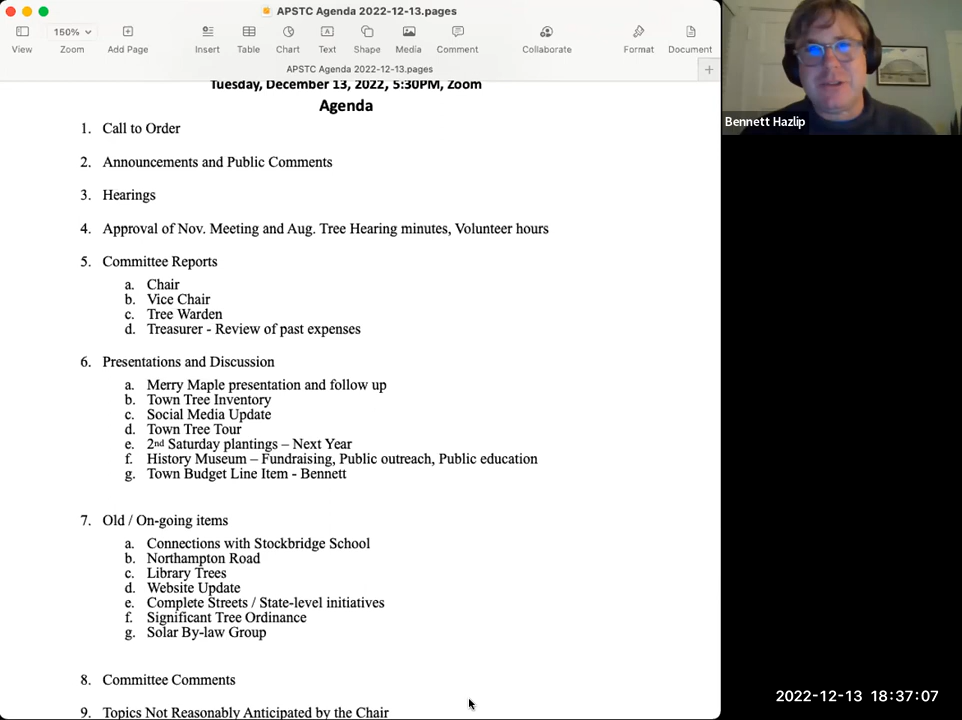 APSTC Agenda 2022-12-13.pages
150%
View Zoom Add Page Insert Table Chart Text Shape Media Comment Collaborate Format Document
APSTC Agenda 2022-12-13.pages
Tuesday, December 13, 2022, 5:30PM, Zoom
Agenda
1. Call to Order
2. Announcements and Public Comments
3. Hearings
4. Approval of Nov. Meeting and Aug. Tree Hearing minutes, Volunteer hours
5. Committee Reports
a. Chair
b. Vice Chair
c. Tree Warden
d. Treasurer - Review of past expenses
6. Presentations and Discussion
a. Merry Maple presentation and follow up
b. Town Tree Inventory
c. Social Media Update
d. Town Tree Tour
e. 2nd Saturday plantings – Next Year
f. History Museum – Fundraising, Public outreach, Public education
g. Town Budget Line Item - Bennett
7. Old / On-going items
a. Connections with Stockbridge School
b. Northampton Road
c. Library Trees
d. Website Update
e. Complete Streets / State-level initiatives
f. Significant Tree Ordinance
g. Solar By-law Group
8. Committee Comments
9. Topics Not Reasonably Anticipated by the Chair
Bennett Hazlip
2022-12-13 18:37:07